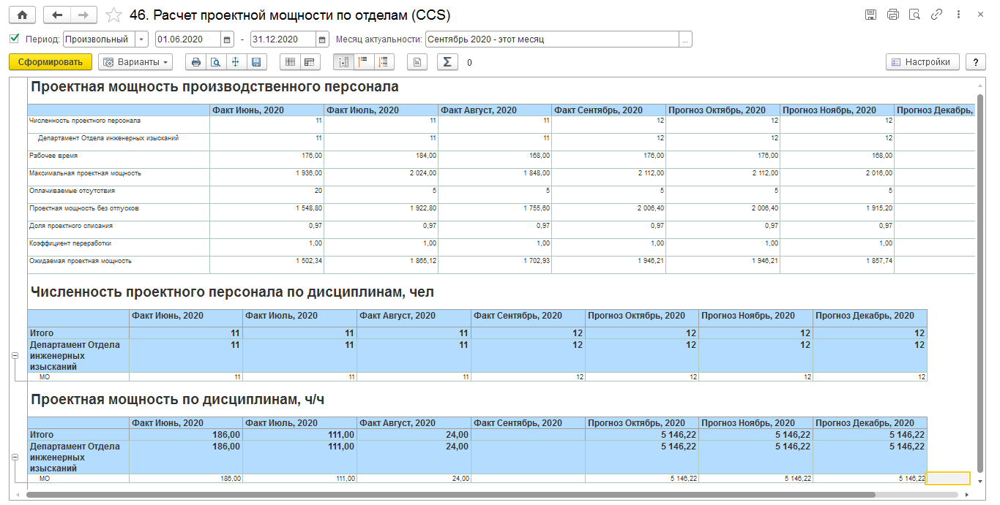 46. Расчет проектной мощности по отделам (CCS)
Период: Произвольный 01.06.2020 - 31.12.2020 Месяц актуальности: Сентябрь 2020 - этот месяц ...
Сформировать Варианты Σ 0 Настройки ?
Проектная мощность производственного персонала
Факт Июнь, 2020 Факт Июль, 2020 Факт Август, 2020 Факт Сентябрь, 2020 Прогноз Октябрь, 2020 Прогноз Ноябрь, 2020 Прогноз Декабрь,
Численность проектного персонала 11 11 11 12 12 12
Департамент Отдела инженерных изысканий 11 11 11 12 12 12
Рабочее время 176,00 184,00 168,00 176,00 176,00 168,00
Максимальная проектная мощность 1 936,00 2 024,00 1 848,00 2 112,00 2 112,00 2 016,00
Оплачиваемые отсутствия 20 5 5 5 5 5
Проектная мощность без отпусков 1 548,80 1 922,80 1 755,60 2 006,40 2 006,40 1 915,20
Доля проектного списания 0,97 0,97 0,97 0,97 0,97 0,97
Коэффициент переработки 1,00 1,00 1,00 1,00 1,00 1,00
Ожидаемая проектная мощность 1 502,34 1 865,12 1 702,93 1 946,21 1 946,21 1 857,74
Численность проектного персонала по дисциплинам, чел
Факт Июнь, 2020 Факт Июль, 2020 Факт Август, 2020 Факт Сентябрь, 2020 Прогноз Октябрь, 2020 Прогноз Ноябрь, 2020 Прогноз Декабрь, 2020
Итого 11 11 11 12 12 12 12
Департамент Отдела 11 11 11 12 12 12 12
инженерных
изысканий
МО 11 11 11 12 12 12 12
Проектная мощность по дисциплинам, ч/ч
Факт Июнь, 2020 Факт Июль, 2020 Факт Август, 2020 Факт Сентябрь, 2020 Прогноз Октябрь, 2020 Прогноз Ноябрь, 2020 Прогноз Декабрь, 2020
Итого 186,00 111,00 24,00 5 146,22 5 146,22 5 146,22
Департамент Отдела 186,00 111,00 24,00 5 146,22 5 146,22 5 146,22
инженерных
изысканий
МО 186,00 111,00 24,00 5 146,22 5 146,22 5 146,22